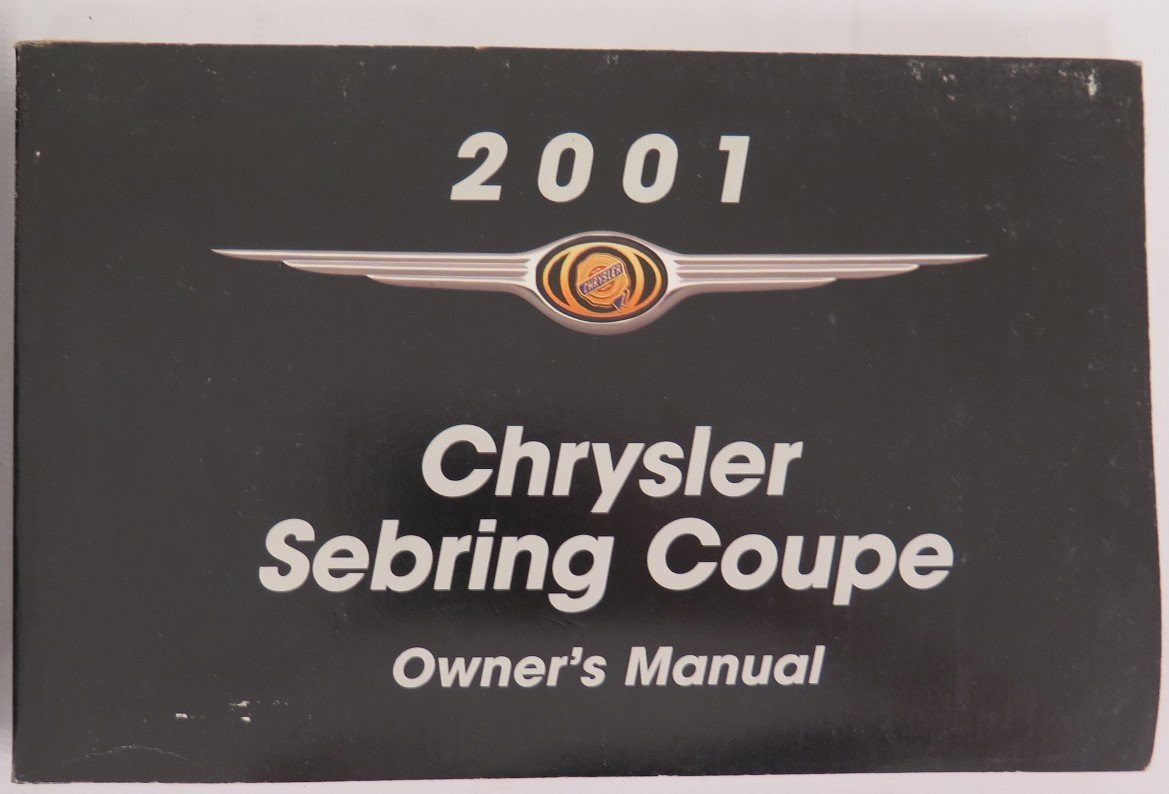 2001
CHRYSLER
Chrysler
Sebring Coupe
Owner's Manual